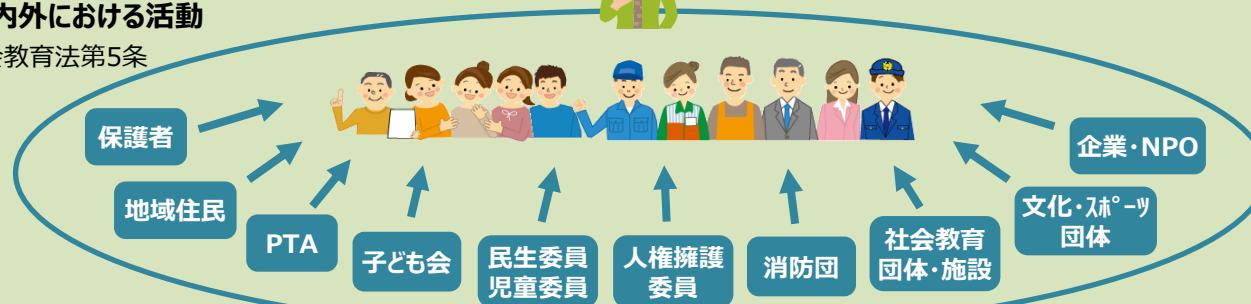 内外における活動
教育法第5条
保護者
企業・NPO
地域住民
文化・ｽﾎﾟｰﾂ
団体
PTA
子ども会
民生委員
児童委員
人権擁護
委員
消防団
社会教育
団体・施設